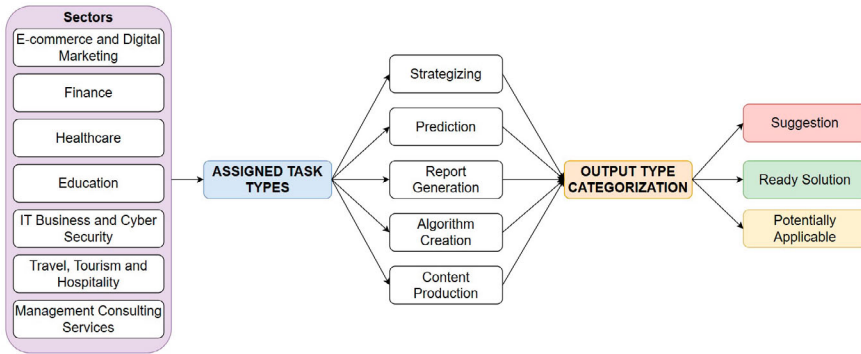 Sectors
E-commerce and Digital
Marketing
Finance
Healthcare
Education
IT Business and Cyber
Security
Travel, Tourism and
Hospitality
Management Consulting
Services
ASSIGNED TASK
TYPES
Strategizing
Prediction
Report
Generation
Algorithm
Creation
Content
Production
OUTPUT TYPE
CATEGORIZATION
Suggestion
Ready Solution
Potentially
Applicable